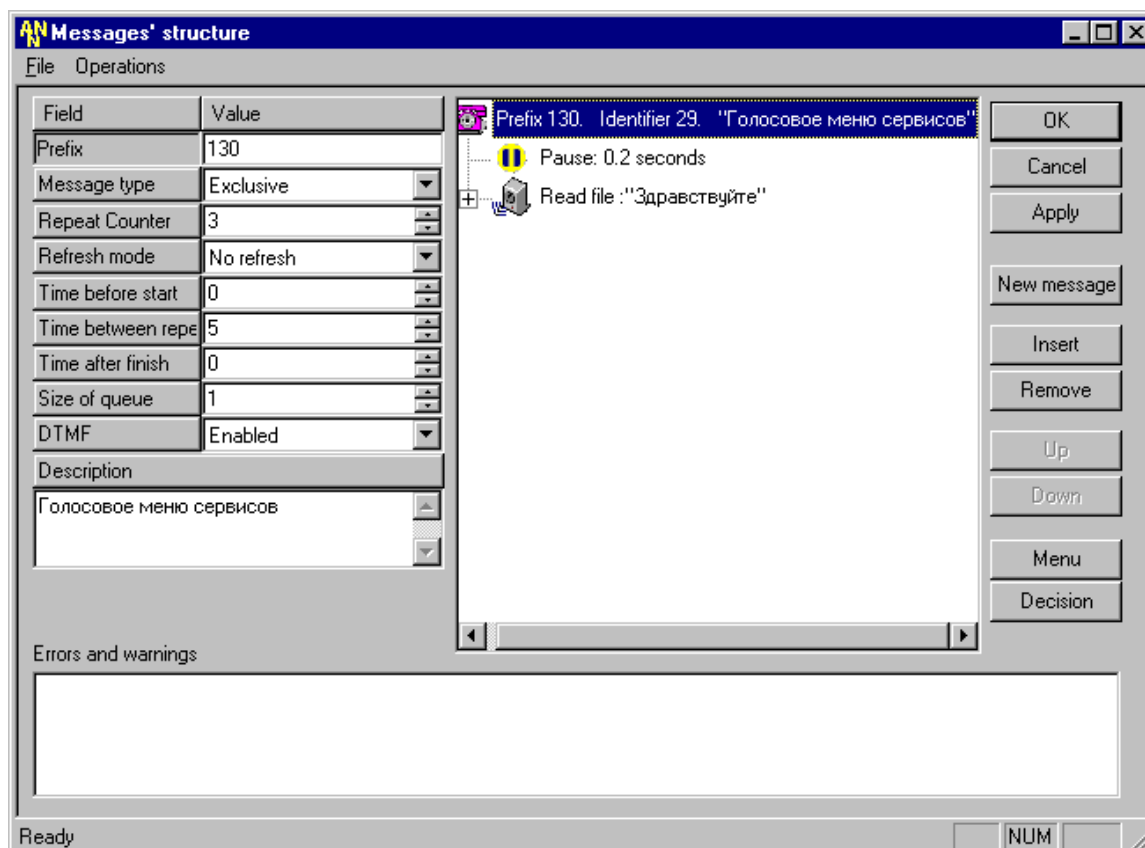 ANN Messages' structure
File Operations
Field Value
Prefix 130
Message type Exclusive
Repeat Counter 3
Refresh mode No refresh
Time before start 0
Time between repe 5
Time after finish 0
Size of queue 1
DTMF Enabled
Description
Голосовое меню сервисов
Prefix 130. Identifier 29. "Голосовое меню сервисов"
Pause: 0.2 seconds
Read file :"Здравствуйте"
OK
Cancel
Apply
New message
Insert
Remove
Up
Down
Menu
Decision
Errors and warnings
Ready NUM